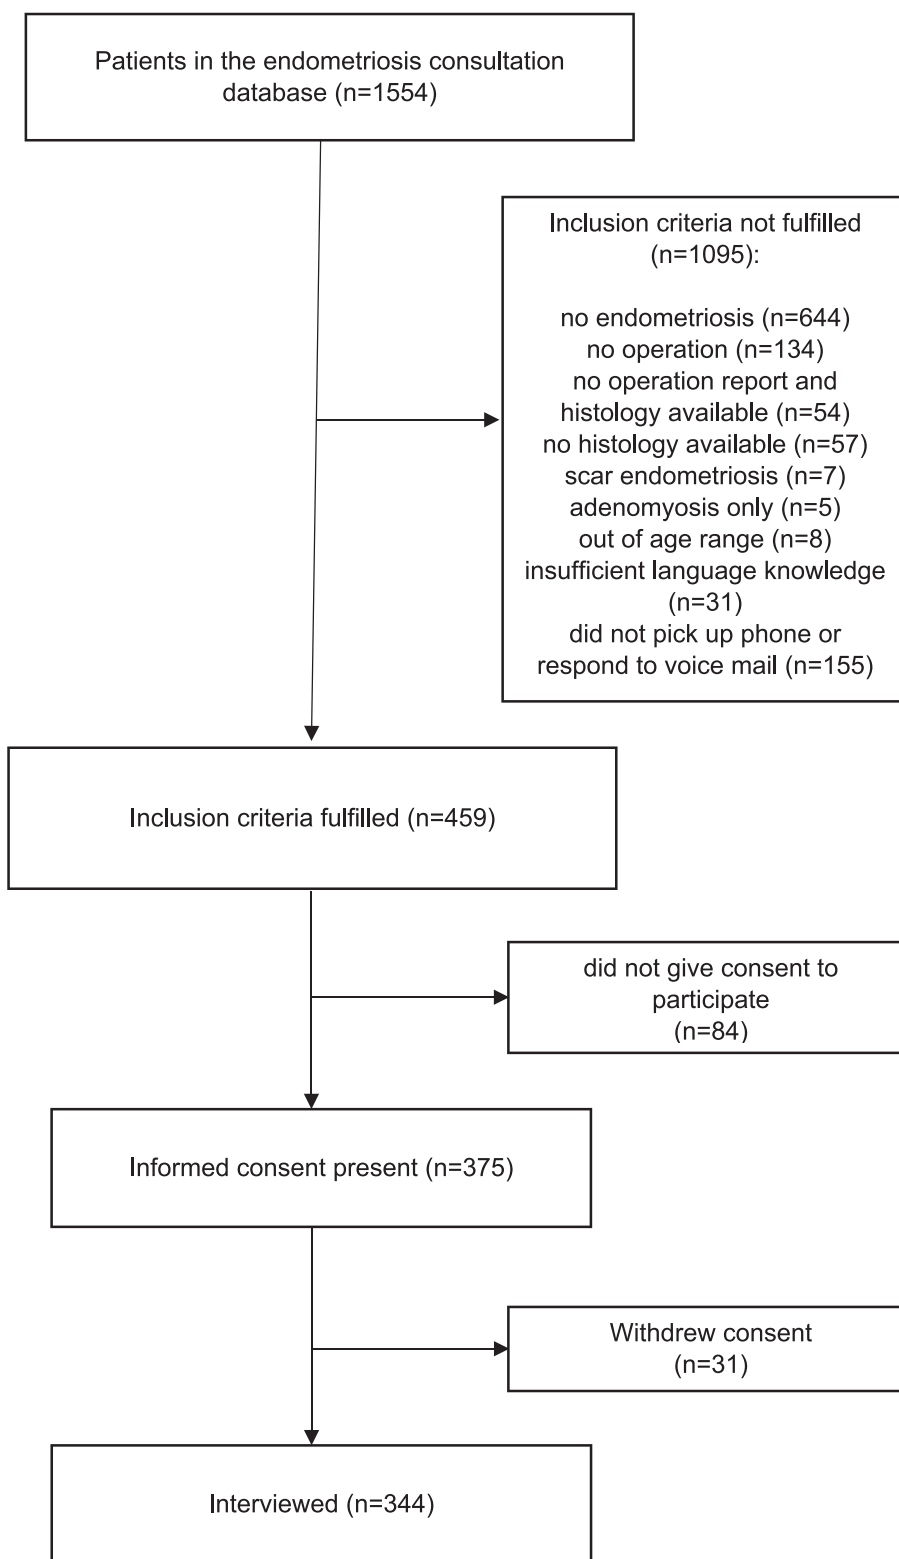 Patients in the endometriosis consultation
database (n=1554)
Inclusion criteria not fulfilled
(n=1095):
no endometriosis (n=644)
no operation (n=134)
no operation report and
histology available (n=54)
no histology available (n=57)
scar endometriosis (n=7)
adenomyosis only (n=5)
out of age range (n=8)
insufficient language knowledge
(n=31)
did not pick up phone or
respond to voice mail (n=155)
Inclusion criteria fulfilled (n=459)
did not give consent to
participate
(n=84)
Informed consent present (n=375)
Withdrew consent
(n=31)
Interviewed (n=344)